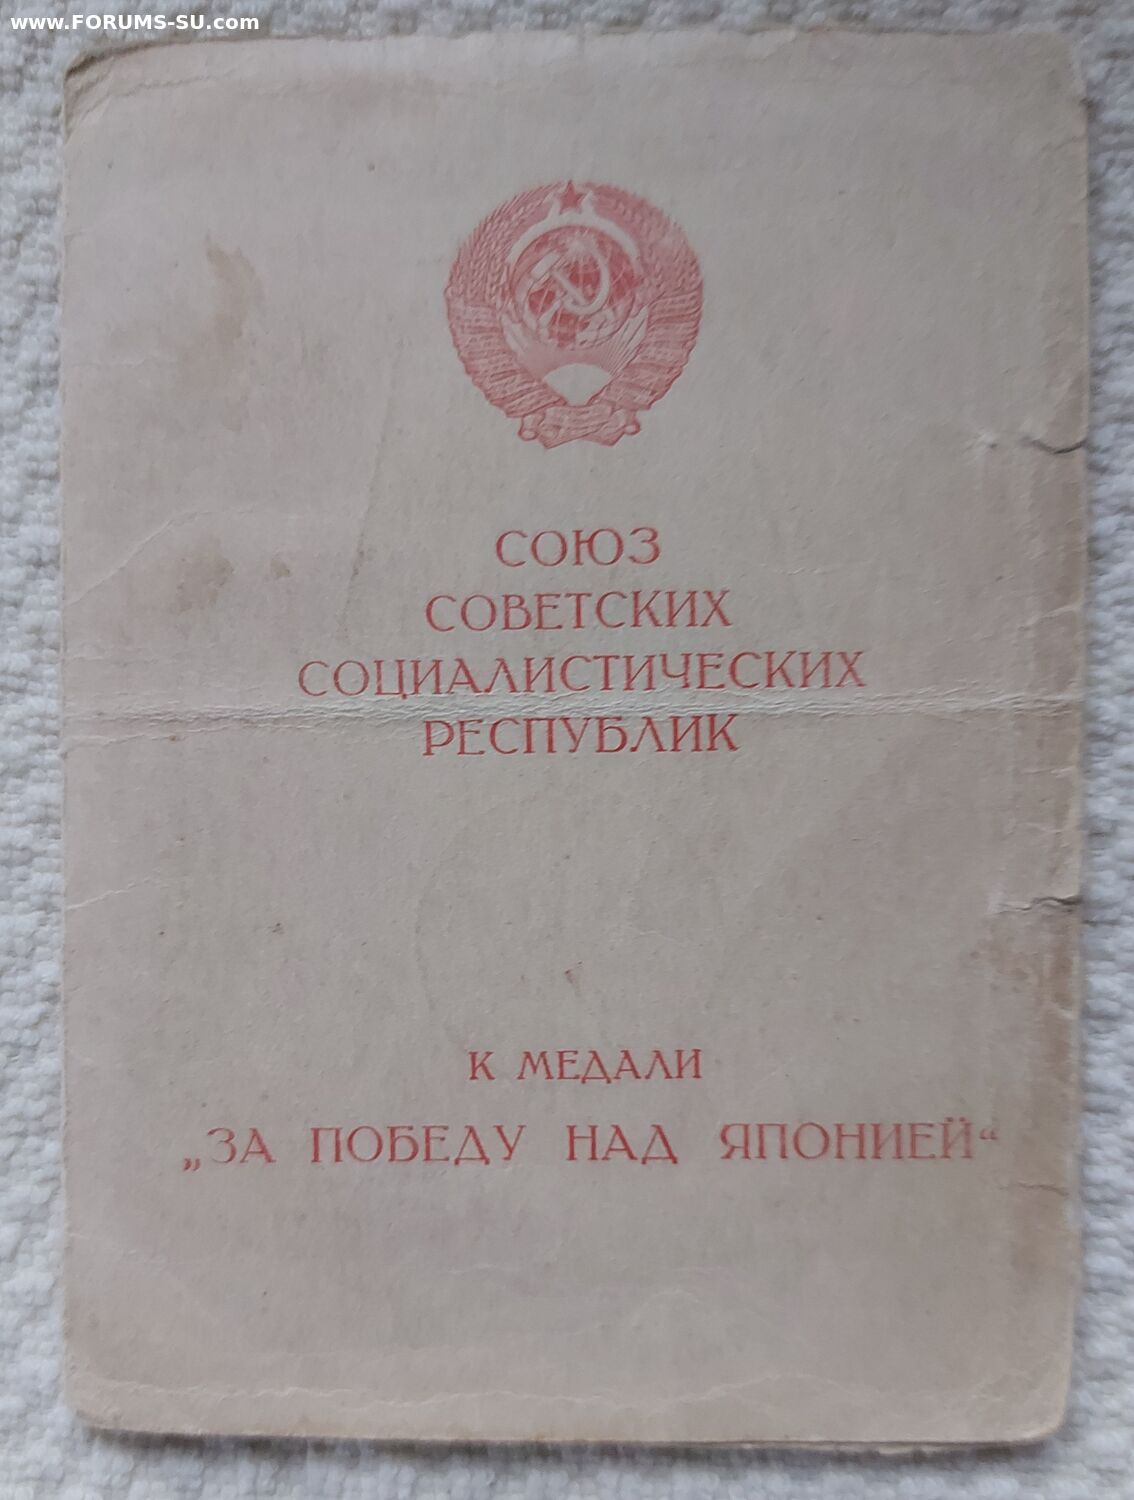 www.FORUMS-SU.com
СОЮЗ
СОВЕТСКИХ
СОЦИАЛИСТИЧЕСКИХ
РЕСПУБЛИК
К МЕДАЛИ
„ЗА ПОБЕДУ НАД ЯПОНИЕЙ“